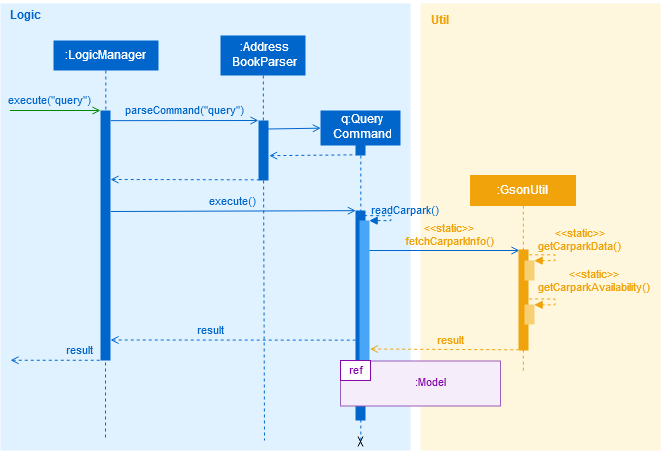 Logic
Util
:LogicManager
:Address
BookParser
execute("query")
parseCommand("query")
q:Query
Command
:GsonUtil
execute()
readCarpark()
<<static>>
fetchCarparkInfo()
<<static>>
getCarparkData()
<<static>>
getCarparkAvailability()
result
result
result
ref
:Model
X